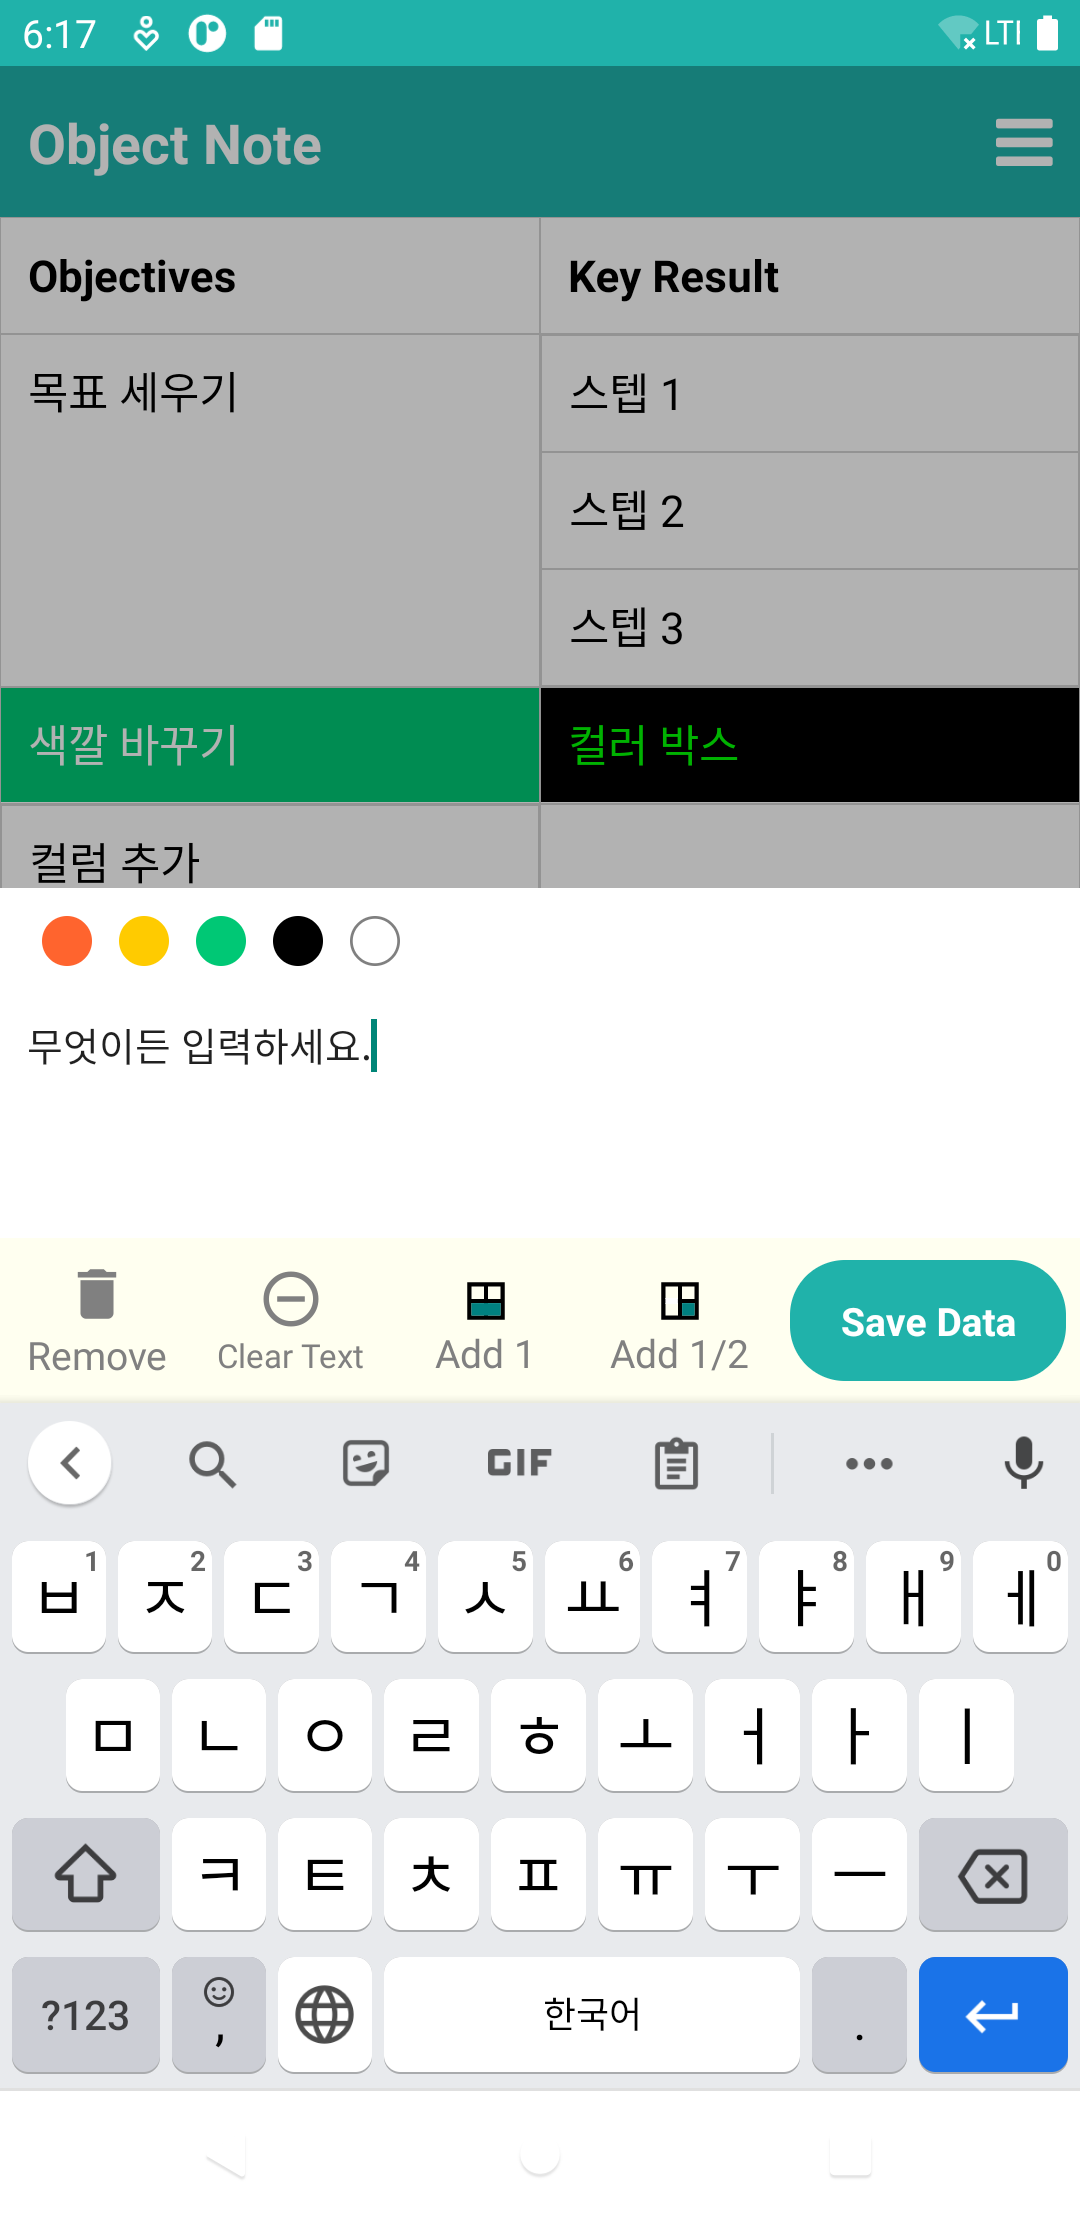 6:17
LTI
Object Note
Objectives Key Result
목표 세우기 스텝 1
스텝 2
스텝 3
색깔 바꾸기 컬러 박스
컬럼 추가
무엇이든 입력하세요.
Remove Clear Text Add 1 Add 1/2 Save Data
GIF
1 2 3 4 5 6 7 8 9 0
ㅂ ㅈ ㄷ ㄱ ㅅ ㅛ ㅕ ㅑ ㅐ ㅔ
ㅁ ㄴ ㅇ ㄹ ㅎ ㅗ ㅓ ㅏ ㅣ
ㅋ ㅌ ㅊ ㅍ ㅠ ㅜ ㅡ
?123 , 한국어 .